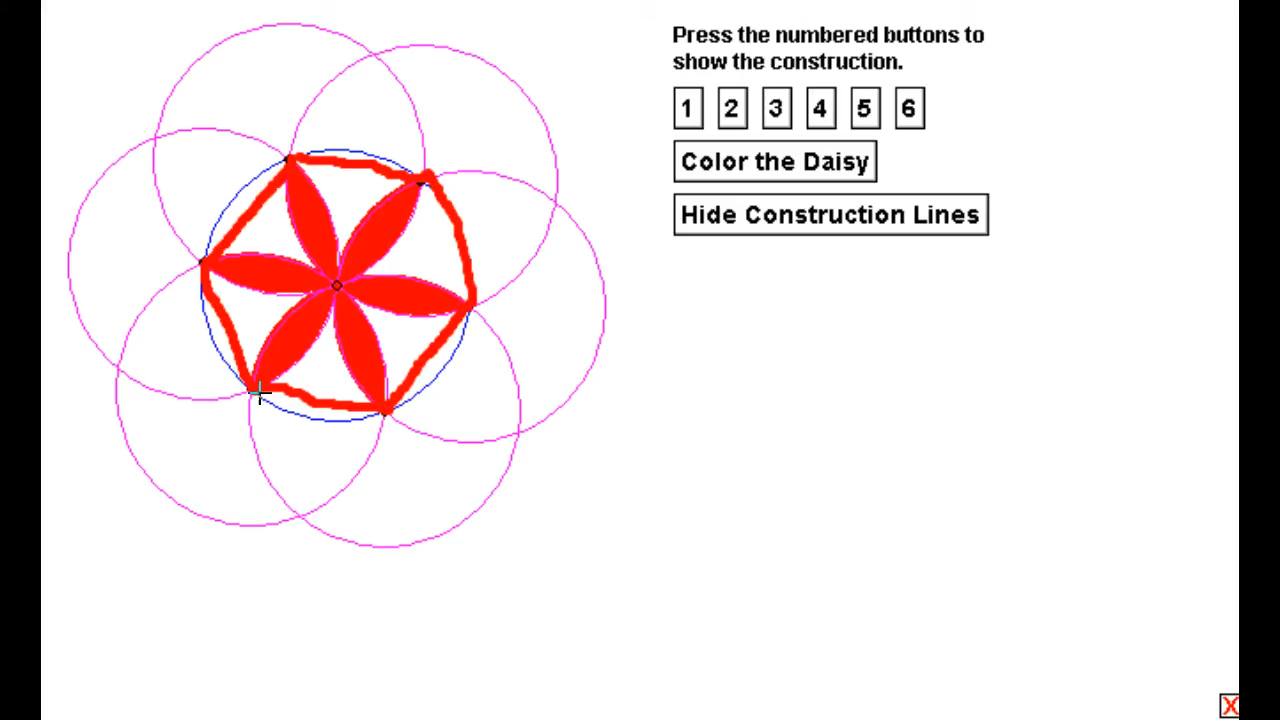 Press the numbered buttons to
show the construction.
1 2 3 4 5 6
Color the Daisy
Hide Construction Lines
X